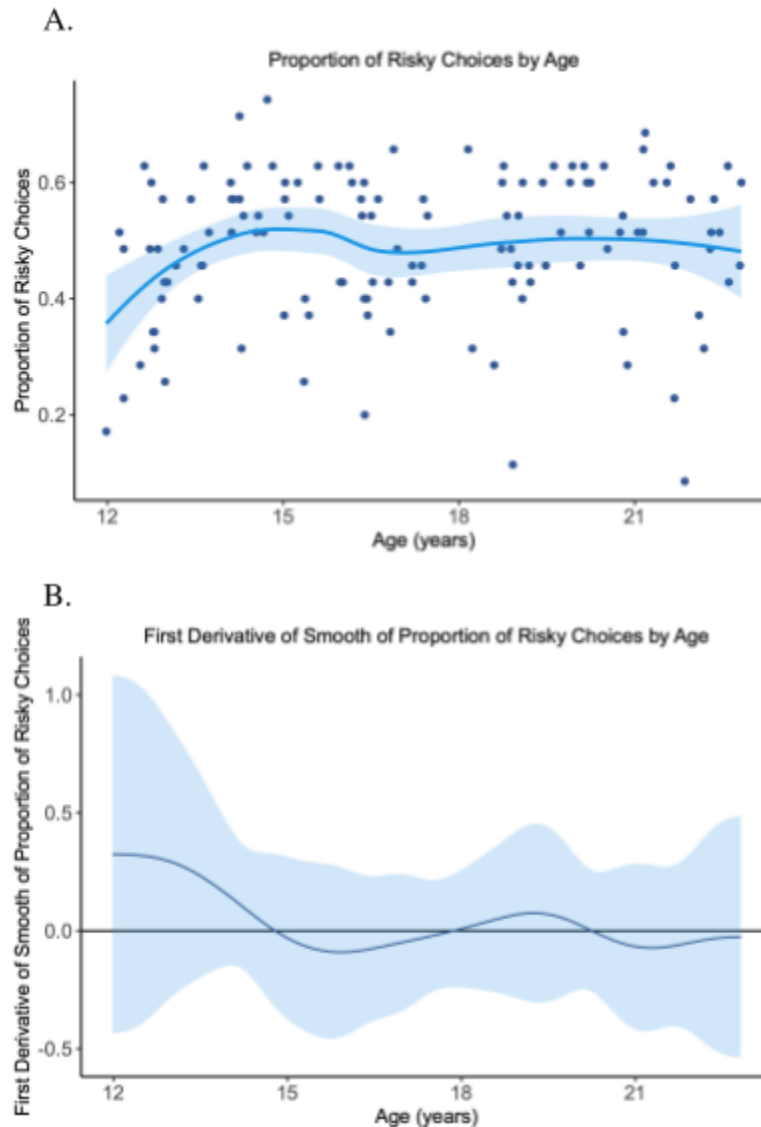 A.
Proportion of Risky Choices by Age
Proportion of Risky Choices
0.6
0.4
0.2
12 15 18 21
Age (years)
B.
First Derivative of Smooth of Proportion of Risky Choices by Age
First Derivative of Smooth of Proportion of Risky Choices
1.0
0.5
0.0
-0.5
12 15 18 21
Age (years)